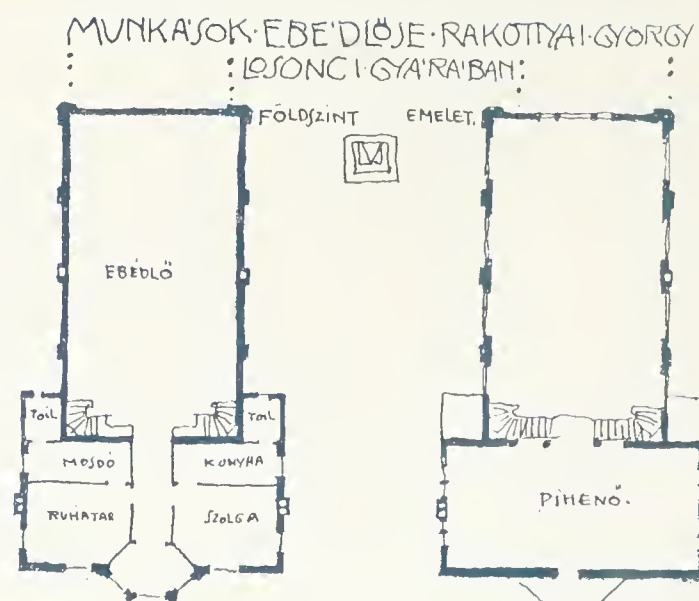 MUNKÁSOK·EBÉDLŐJE·RAKOTTYAI·GYÖRGY
LOSONCI·GYÁRÁBAN:
FÖLDSZINT EMELET.
EBÉDLŐ
TOIL TOIL
MOSDÓ KONYHA
RUHATÁR SZOLGA
PIHENŐ.